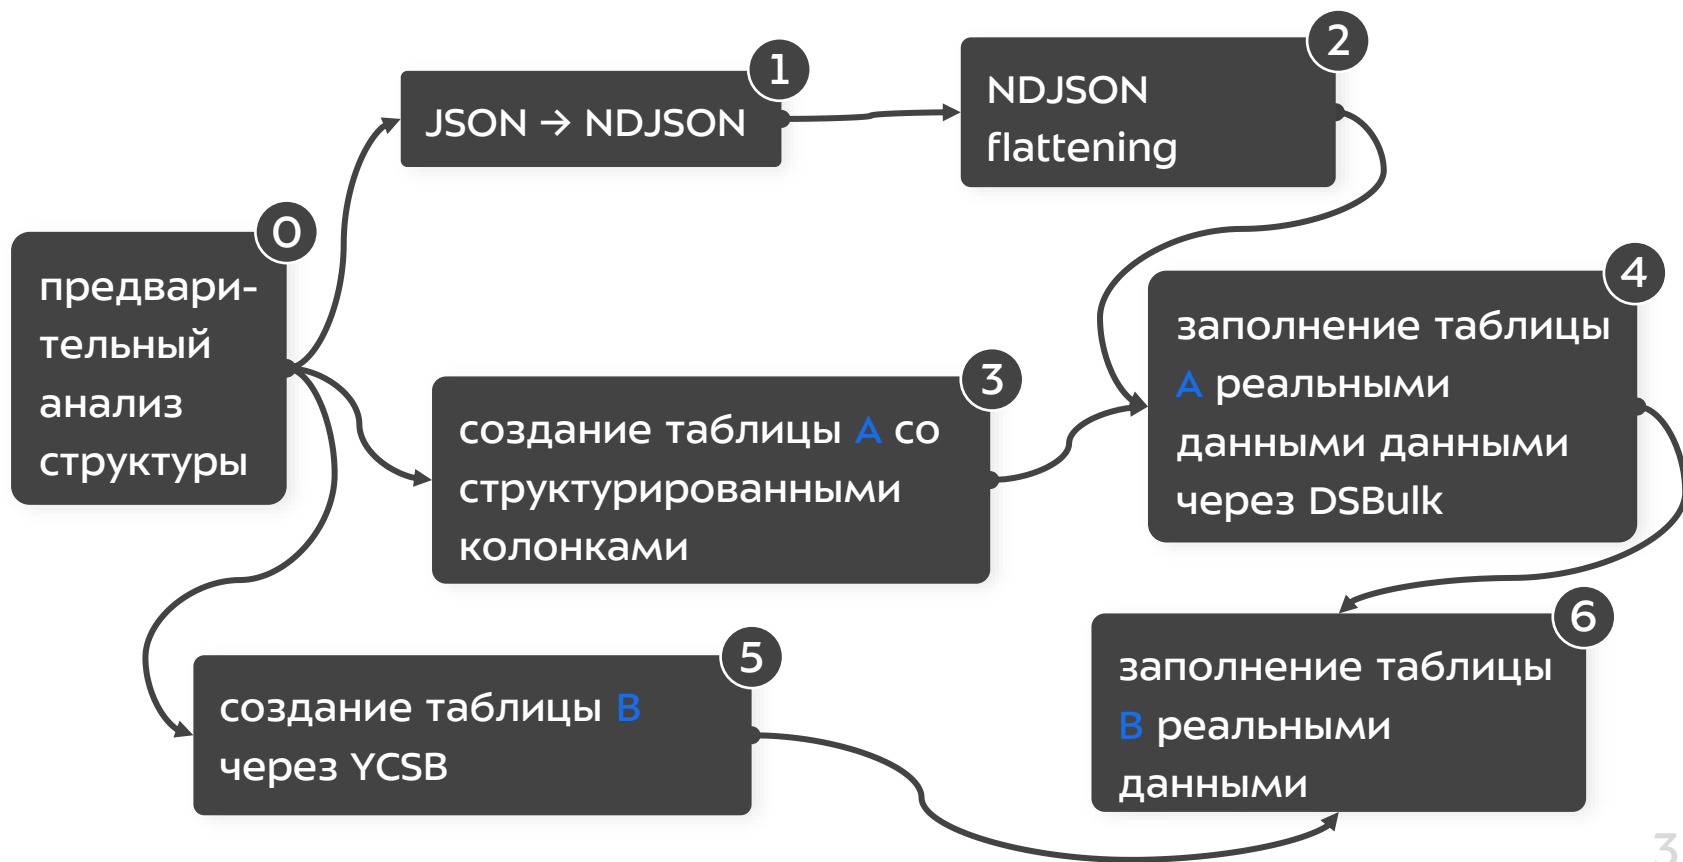 0
предвари-
тельный
анализ
структуры
1
JSON → NDJSON
2
NDJSON
flattening
3
создание таблицы A со
структурированными
колонками
4
заполнение таблицы
A реальными
данными данными
через DSBulk
5
создание таблицы B
через YCSB
6
заполнение таблицы
B реальными
данными
3